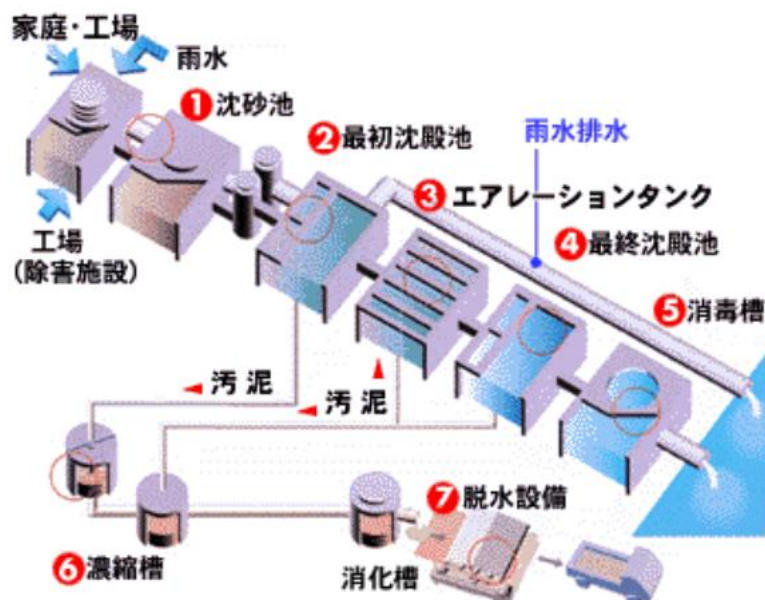 家庭・工場
雨水
❶沈砂池
❷最初沈殿池
雨水排水
❸エアレーションタンク
❹最終沈殿池
❺消毒槽
工場
(除害施設)
汚泥
汚泥
❼脱水設備
❻濃縮槽
消化槽